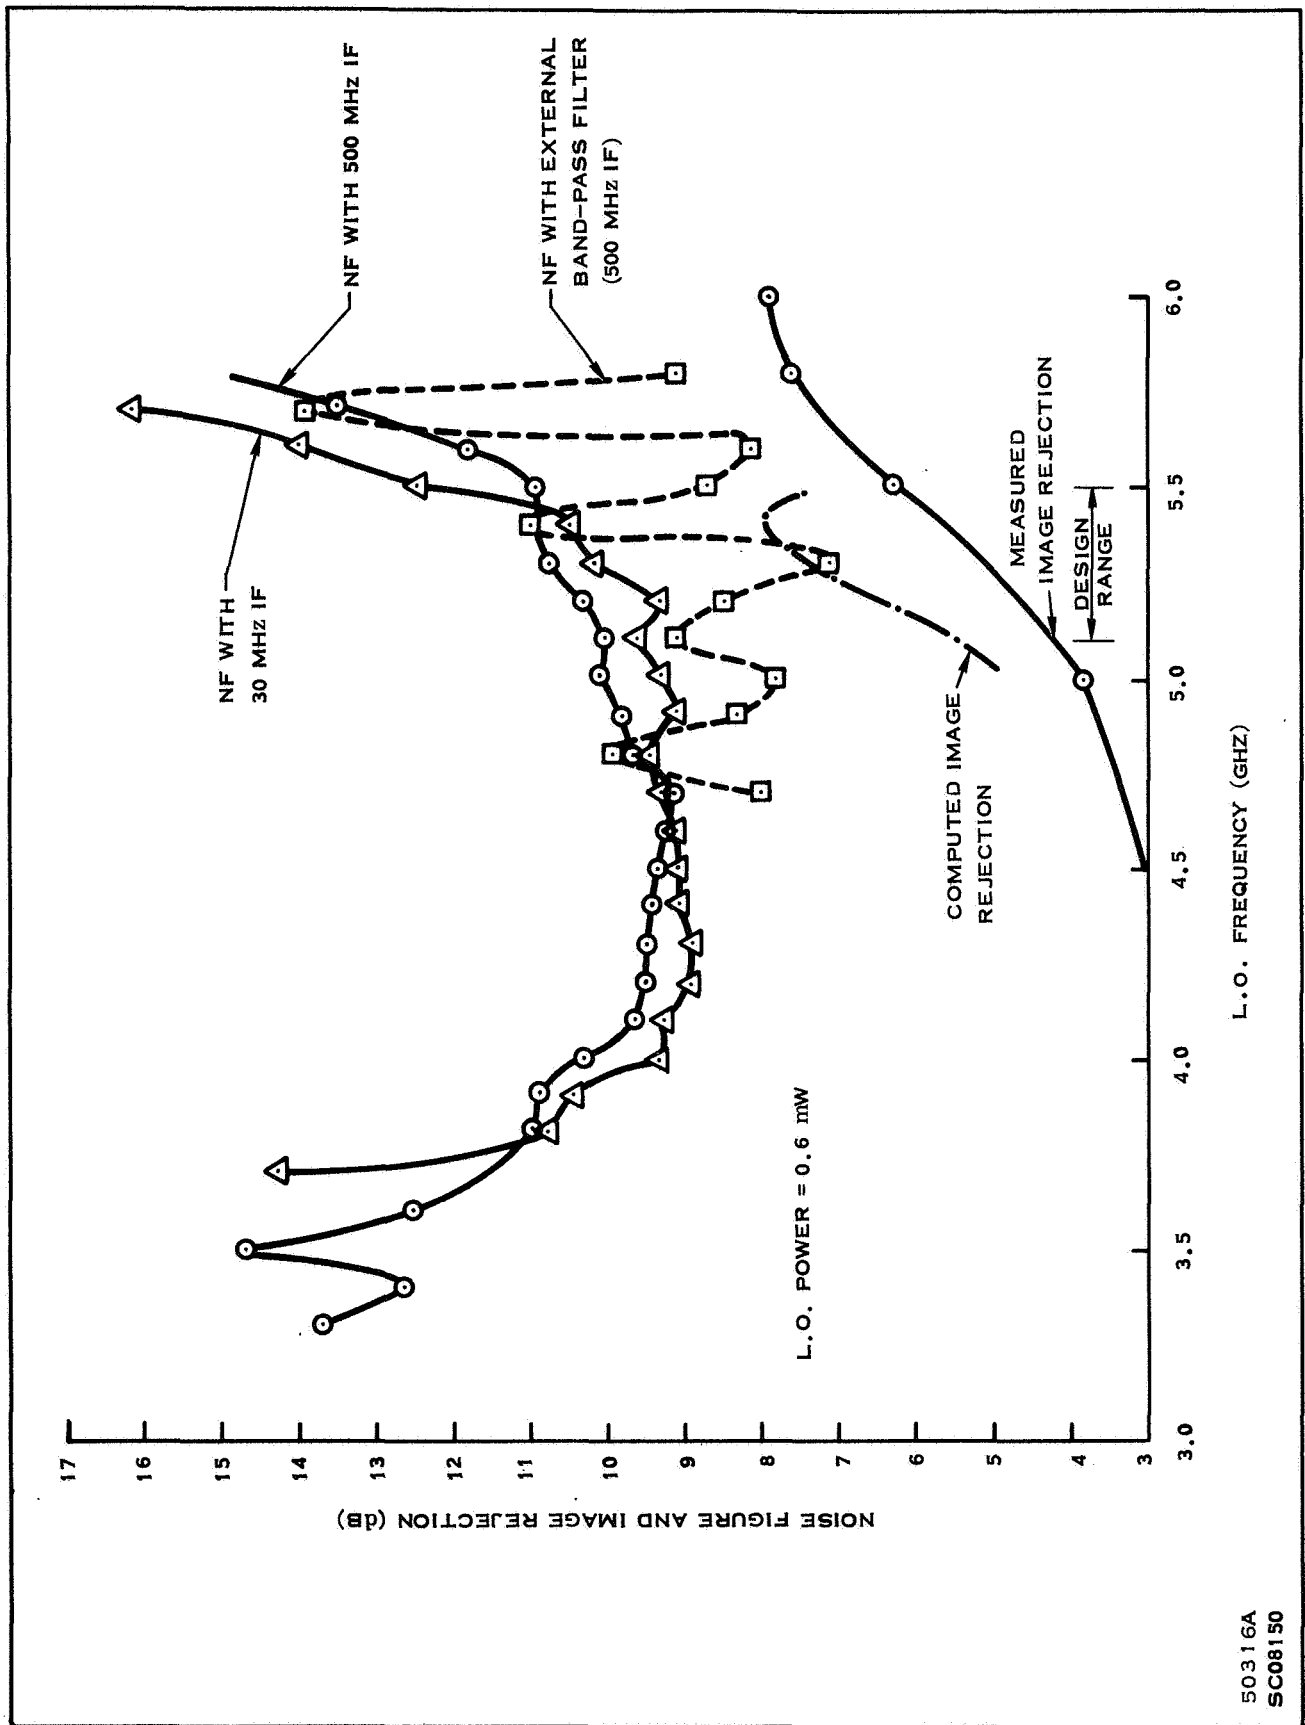 NOISE FIGURE AND IMAGE REJECTION (dB)
17
16
15
14
13
12
11
10
9
8
7
6
5
4
3
3.0
3.5
4.0
4.5
5.0
5.5
6.0
L.O. FREQUENCY (GHZ)
NF WITH
30 MHz IF
NF WITH 500 MHz IF
NF WITH EXTERNAL
BAND-PASS FILTER
(500 MHz IF)
L.O. POWER = 0.6 mW
COMPUTED IMAGE
REJECTION
MEASURED
IMAGE REJECTION
DESIGN
RANGE
50316A
SC08150